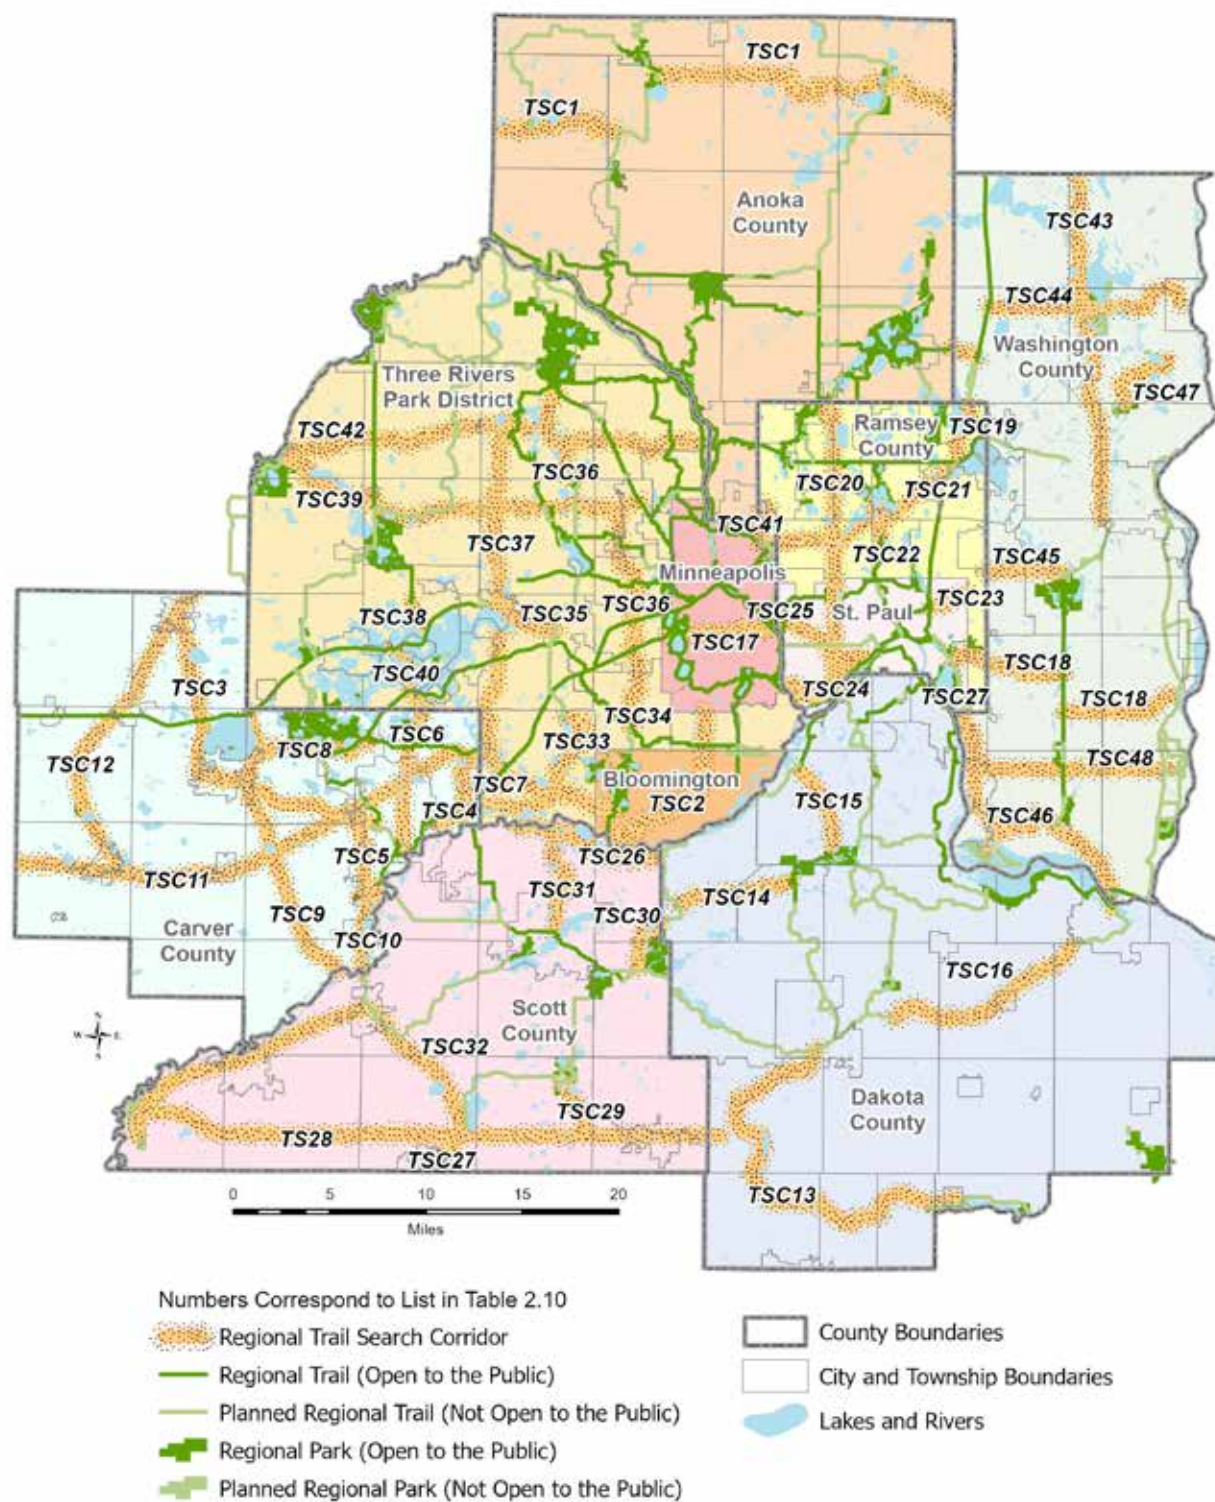 TSC1
TSC1
Anoka
County
TSC43
TSC44
Washington
County
TSC47
Three Rivers
Park District
TSC42
Ramsey
County
TSC19
TSC39
TSC36
TSC20
TSC21
TSC41
TSC37
TSC22
Minneapolis
TSC45
TSC38
TSC35
TSC36
TSC25
St. Paul
TSC23
TSC17
TSC40
TSC18
TSC3
TSC24
TSC27
TSC18
TSC34
TSC6
TSC33
TSC8
TSC12
TSC48
TSC7
Bloomington
TSC2
TSC15
TSC4
TSC46
TSC5
TSC26
TSC11
TSC31
TSC14
TSC9
TSC30
Carver
County
TSC10
TSC16
Scott
County
N
W
E
S
TSC32
Dakota
County
TSC29
TS28
TSC27
TSC13
0 5 10 15 20
Miles
Numbers Correspond to List in Table 2.10
Regional Trail Search Corridor
Regional Trail (Open to the Public)
Planned Regional Trail (Not Open to the Public)
Regional Park (Open to the Public)
Planned Regional Park (Not Open to the Public)
County Boundaries
City and Township Boundaries
Lakes and Rivers